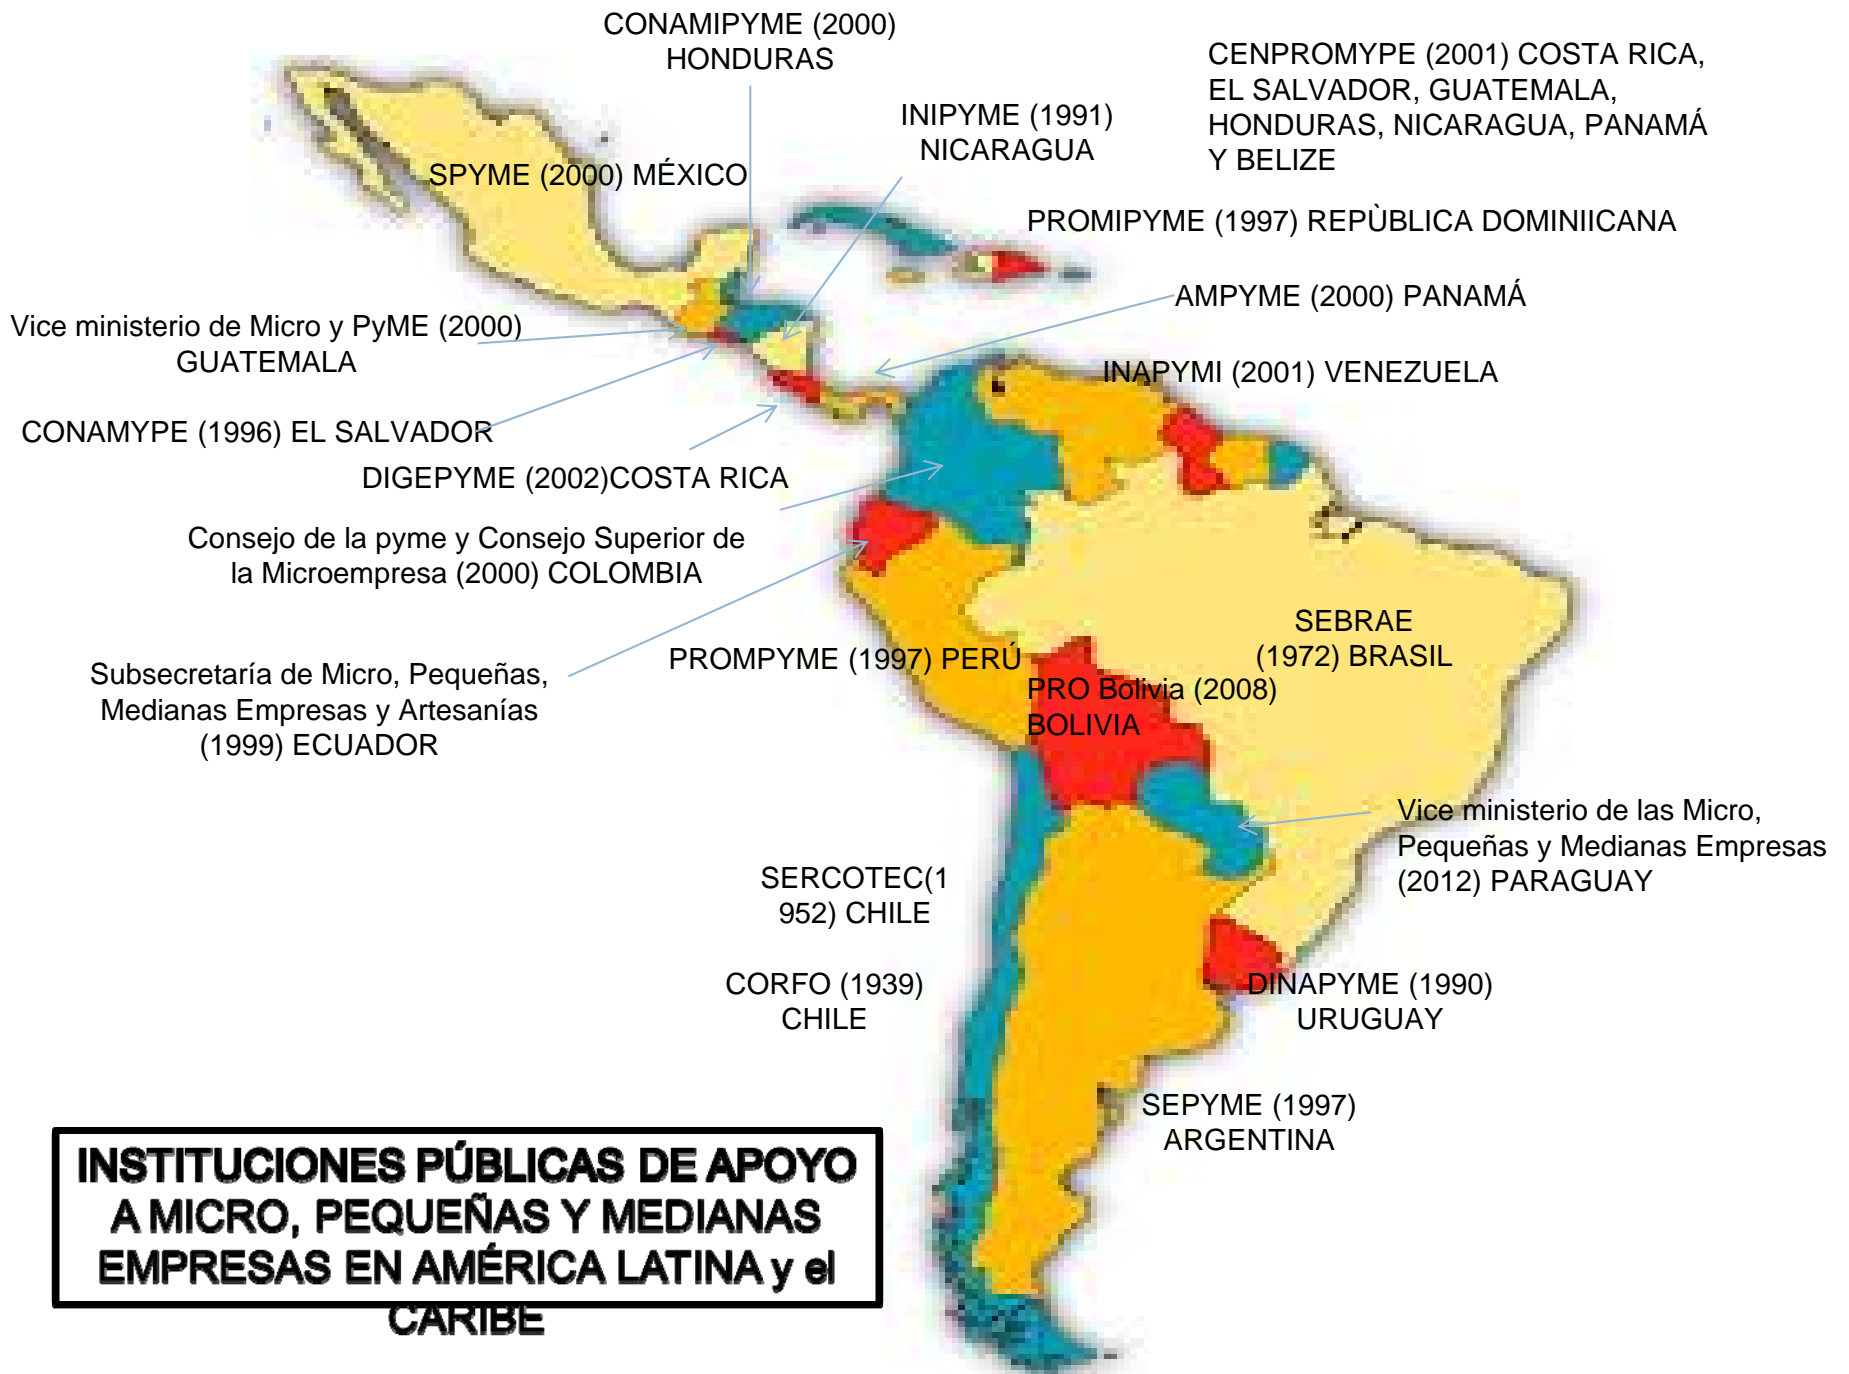 CONAMIPYME (2000)
HONDURAS
CENPROMYPE (2001) COSTA RICA,
EL SALVADOR, GUATEMALA,
HONDURAS, NICARAGUA, PANAMÁ
Y BELIZE
INIPYME (1991)
NICARAGUA
SPYME (2000) MÉXICO
PROMIPYME (1997) REPÙBLICA DOMINIICANA
AMPYME (2000) PANAMÁ
Vice ministerio de Micro y PyME (2000)
GUATEMALA
INAPYMI (2001) VENEZUELA
CONAMYPE (1996) EL SALVADOR
DIGEPYME (2002)COSTA RICA
Consejo de la pyme y Consejo Superior de
la Microempresa (2000) COLOMBIA
SEBRAE
(1972) BRASIL
PROMPYME (1997) PERÚ
Subsecretaría de Micro, Pequeñas,
Medianas Empresas y Artesanías
(1999) ECUADOR
PRO Bolivia (2008)
BOLIVIA
Vice ministerio de las Micro,
Pequeñas y Medianas Empresas
(2012) PARAGUAY
SERCOTEC(1
952) CHILE
CORFO (1939)
CHILE
DINAPYME (1990)
URUGUAY
SEPYME (1997)
ARGENTINA
INSTITUCIONES PÚBLICAS DE APOYO
A MICRO, PEQUEÑAS Y MEDIANAS
EMPRESAS EN AMÉRICA LATINA y el
CARIBE